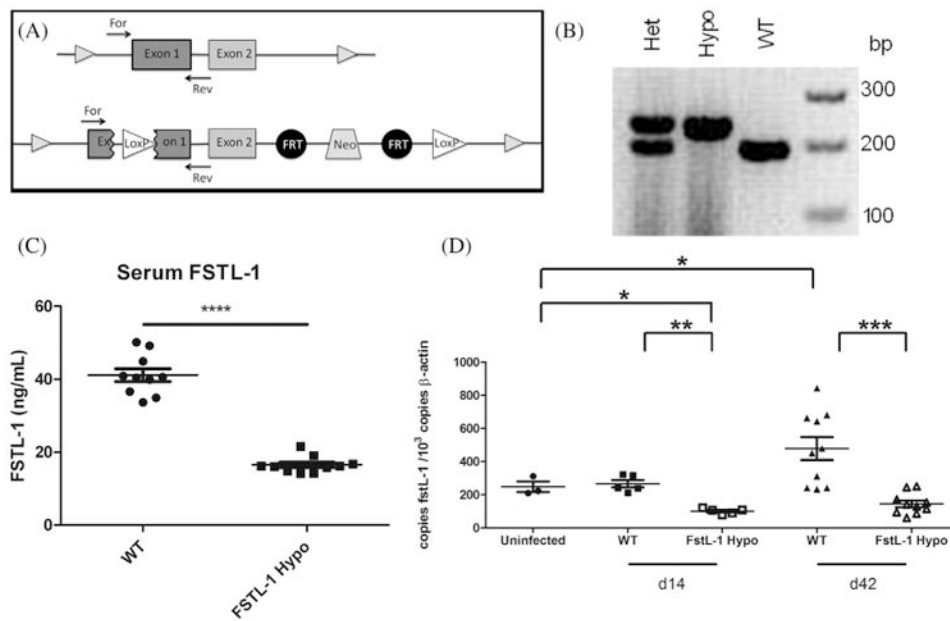 (A)
For
Exon 1
Exon 2
Rev
For
Ex
LoxP
on 1
Exon 2
FRT
Neo
FRT
LoxP
Rev
(B)
Het
Hypo
WT
bp
300
200
100
(C)
Serum FSTL-1
****
60
40
20
0
FSTL-1 (ng/mL)
WT
FSTL-1 Hypo
(D)
*
*
**
***
1000
800
600
400
200
0
copies fstL-1 /10³ copies β-actin
Uninfected
WT
FstL-1 Hypo
WT
FstL-1 Hypo
d14
d42